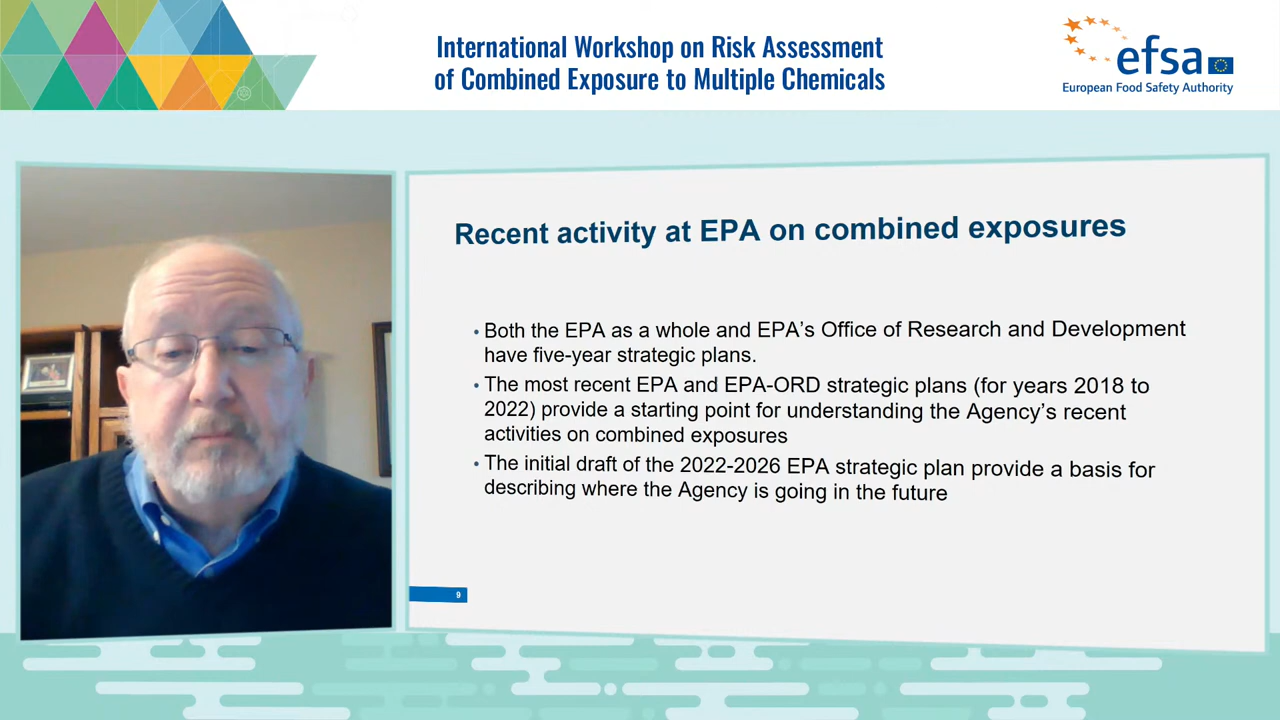 International Workshop on Risk Assessment
of Combined Exposure to Multiple Chemicals
efsa
European Food Safety Authority
Recent activity at EPA on combined exposures
• Both the EPA as a whole and EPA's Office of Research and Development
have five-year strategic plans.
• The most recent EPA and EPA-ORD strategic plans (for years 2018 to
2022) provide a starting point for understanding the Agency's recent
activities on combined exposures
• The initial draft of the 2022-2026 EPA strategic plan provide a basis for
describing where the Agency is going in the future
9